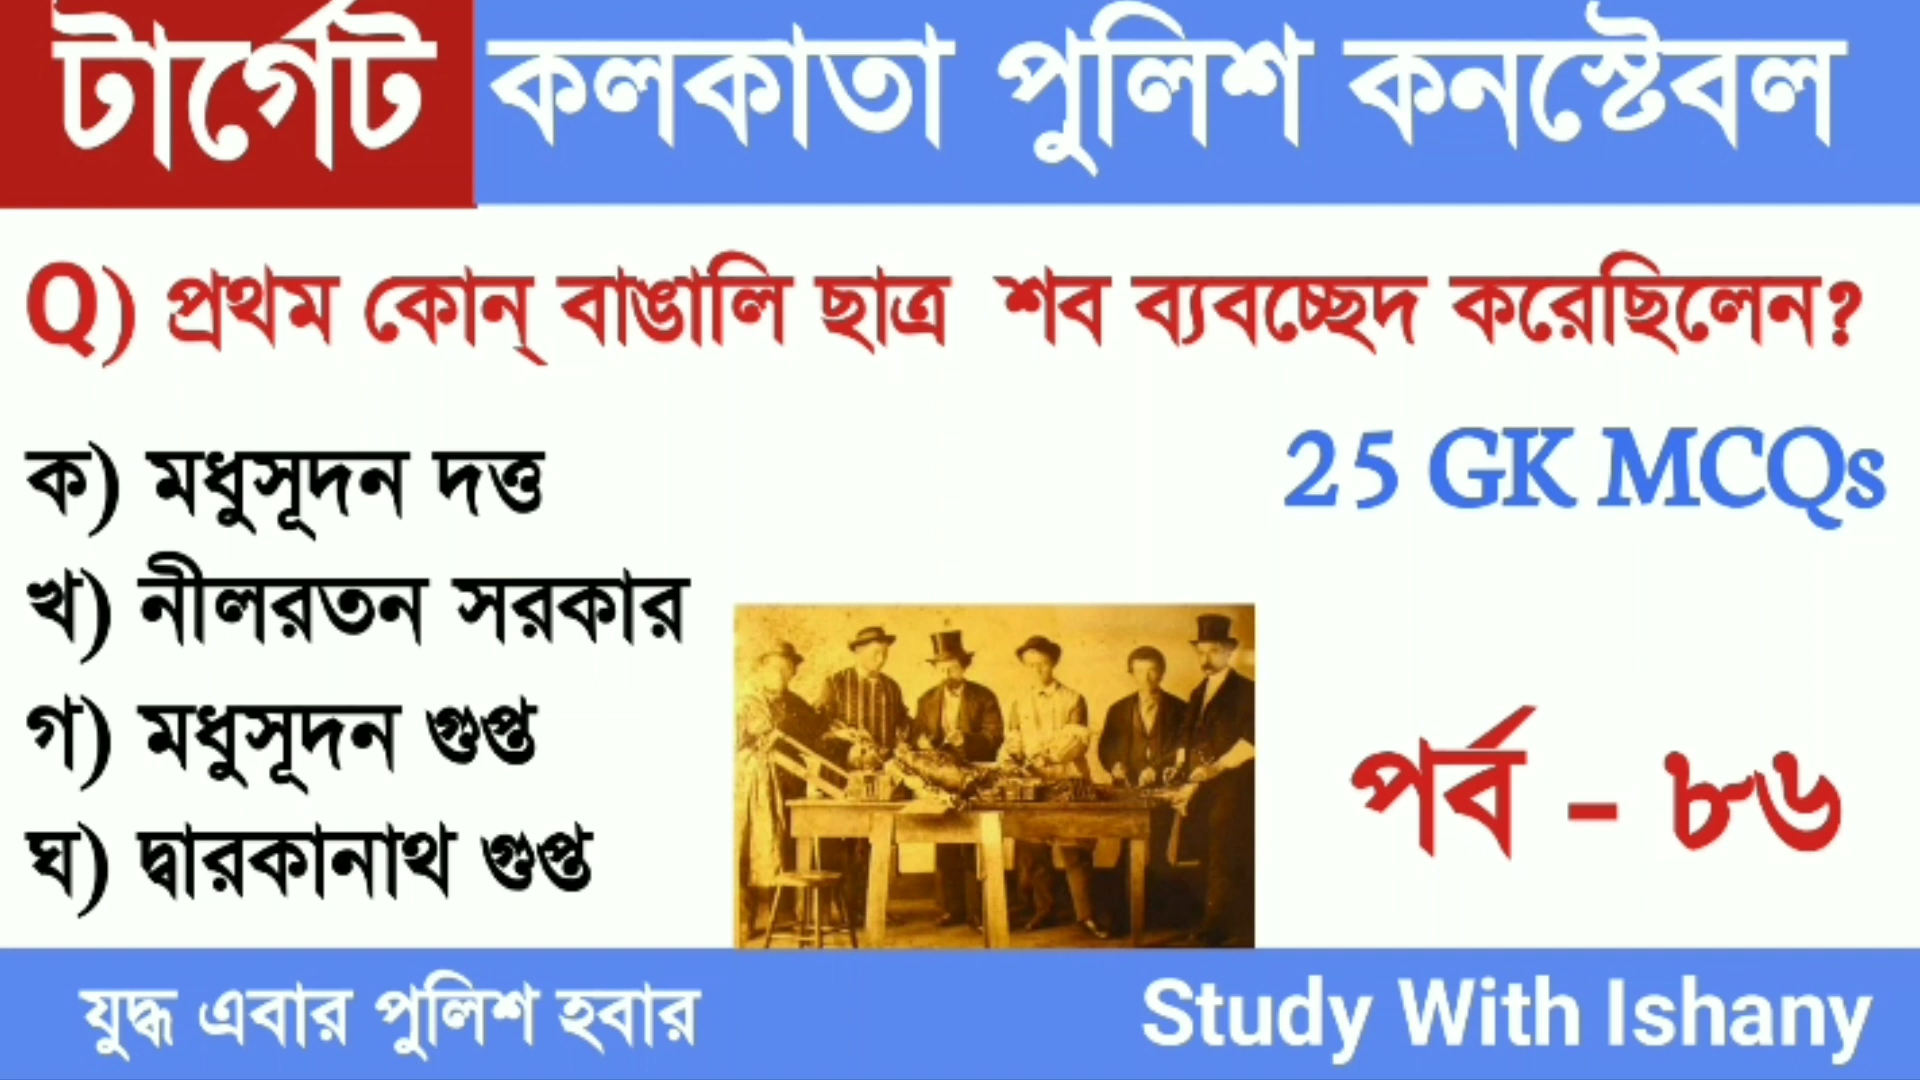 টার্গেট কলকাতা পুলিশ কনস্টেবল
Q) প্রথম কোন্ বাঙালি ছাত্র শব ব্যবচ্ছেদ করেছিলেন?
ক) মধুসূদন দত্ত
25 GK MCQs
খ) নীলরতন সরকার
গ) মধুসূদন গুপ্ত
পর্ব - ৮৬
ঘ) দ্বারকানাথ গুপ্ত
যুদ্ধ এবার পুলিশ হবার
Study With Ishany